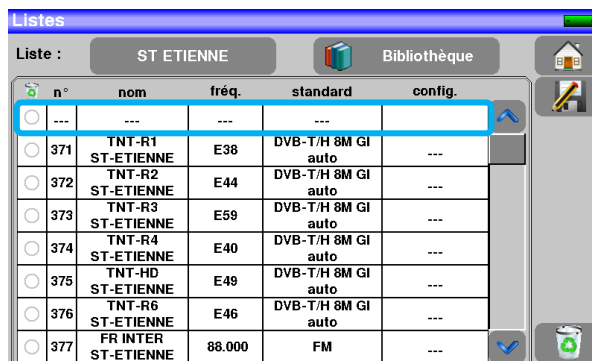 Listes
Liste : ST ETIENNE Bibliothèque
n° nom fréq. standard config.
--- --- --- ---
371 TNT-R1 ST-ETIENNE E38 DVB-T/H 8M GI auto ---
372 TNT-R2 ST-ETIENNE E44 DVB-T/H 8M GI auto ---
373 TNT-R3 ST-ETIENNE E59 DVB-T/H 8M GI auto ---
374 TNT-R4 ST-ETIENNE E40 DVB-T/H 8M GI auto ---
375 TNT-HD ST-ETIENNE E49 DVB-T/H 8M GI auto ---
376 TNT-R6 ST-ETIENNE E46 DVB-T/H 8M GI auto ---
377 FR INTER ST-ETIENNE 88.000 FM ---